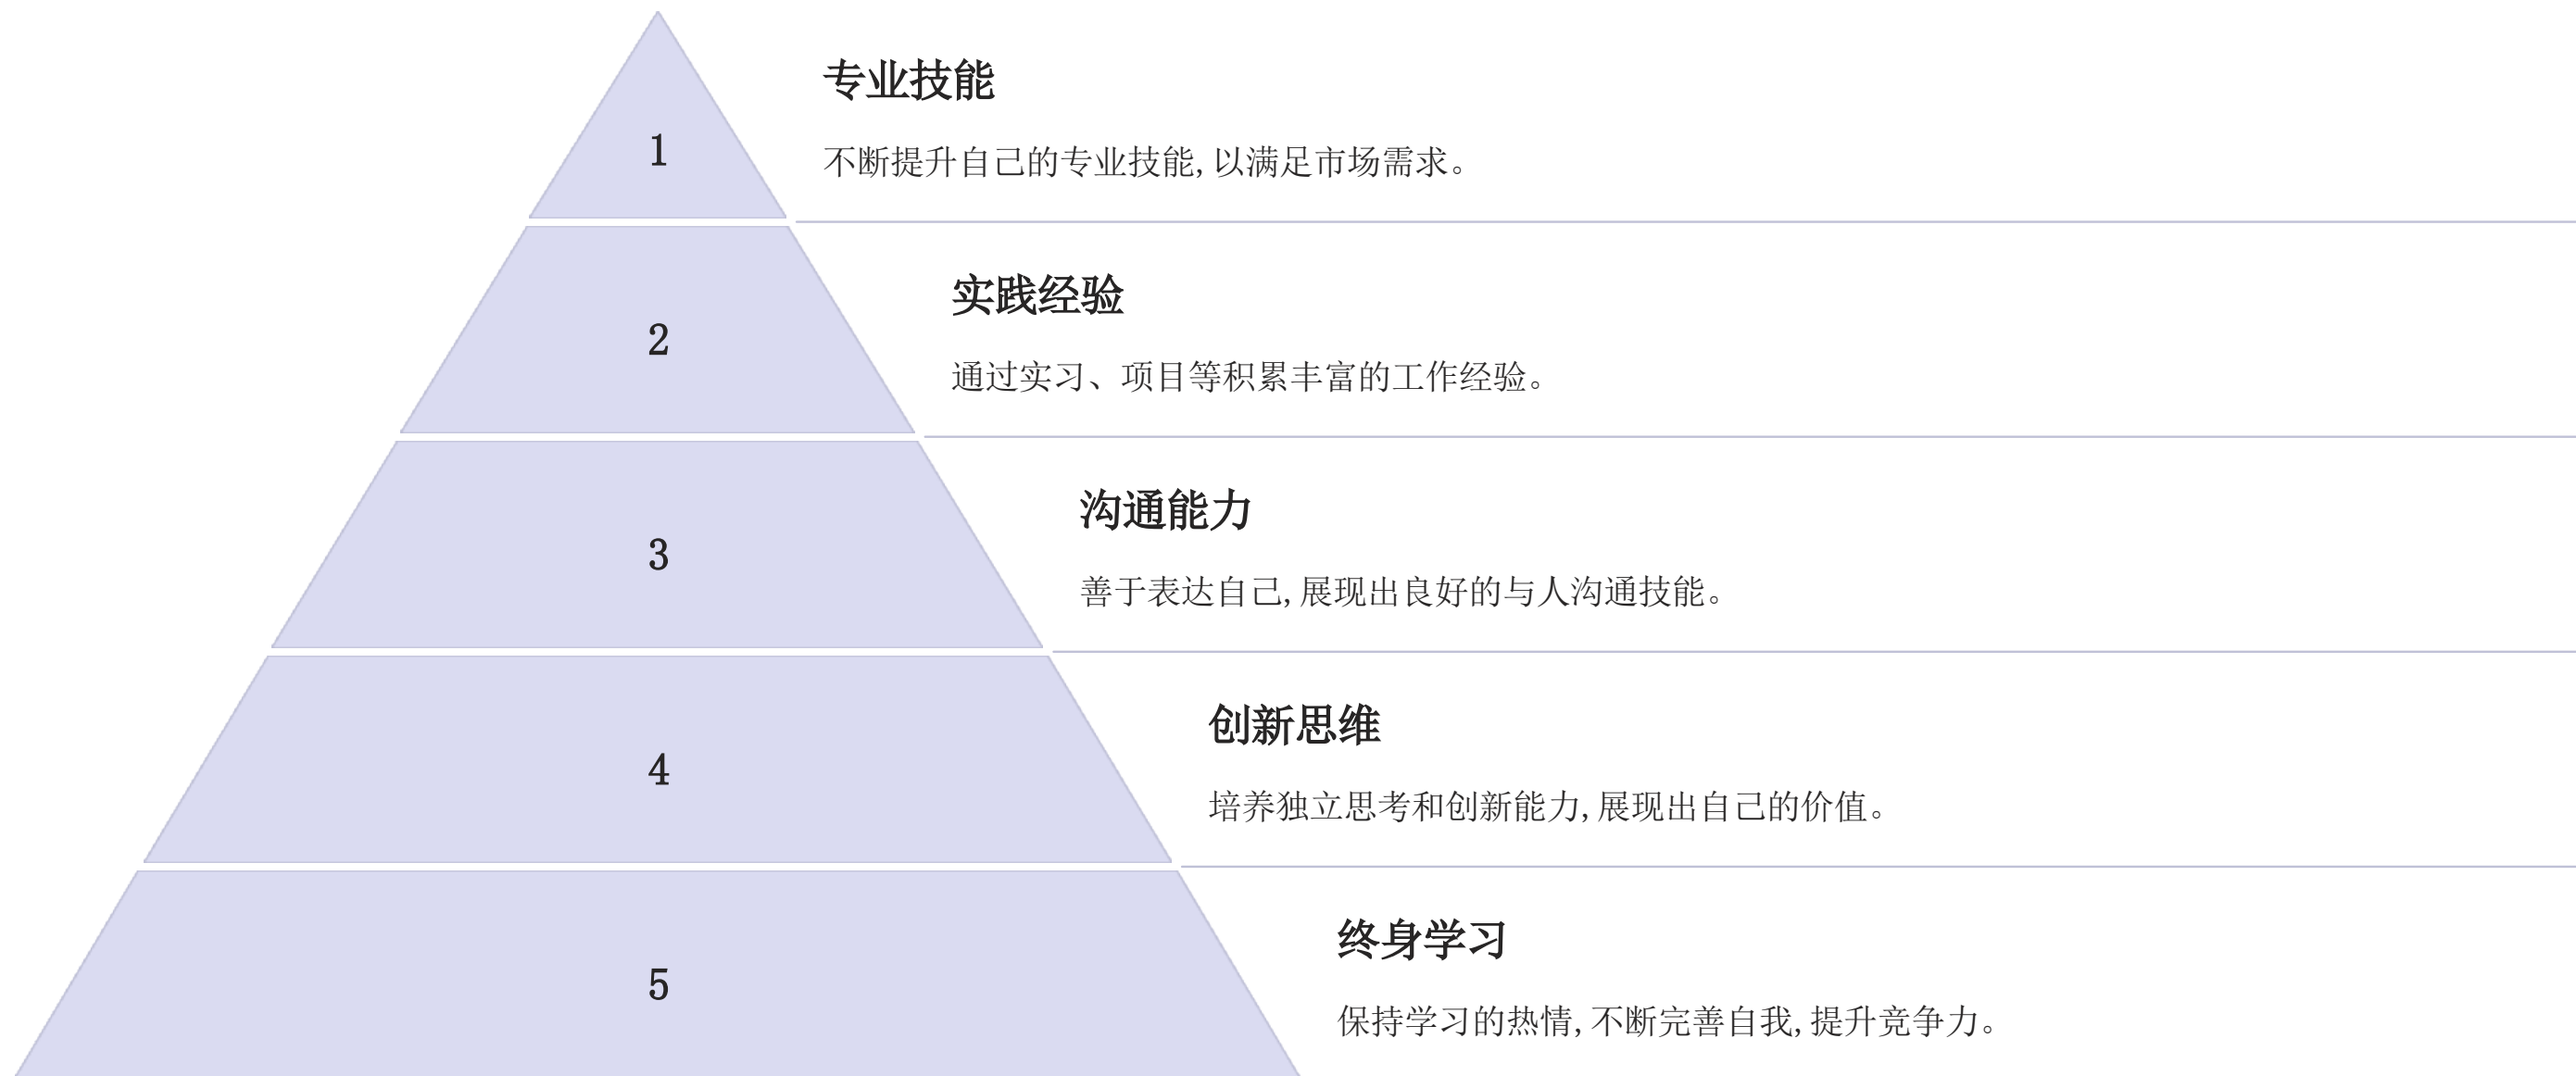 专业技能
1
不断提升自己的专业技能,以满足市场需求。
实践经验
2
通过实习、项目等积累丰富的工作经验。
沟通能力
3
善于表达自己,展现出良好的与人沟通技能。
创新思维
4
培养独立思考和创新能力,展现出自己的价值。
终身学习
5
保持学习的热情,不断完善自我,提升竞争力。